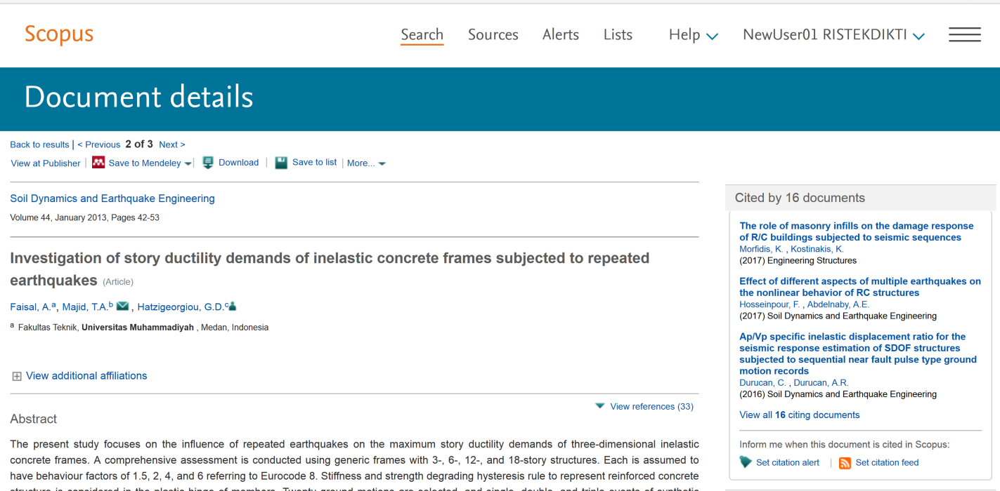 Scopus
Search Sources Alerts Lists Help NewUser01 RISTEKDIKTI
Document details
Back to results | < Previous 2 of 3 Next >
View at Publisher | Save to Mendeley | Download | Save to list | More...
Soil Dynamics and Earthquake Engineering
Volume 44, January 2013, Pages 42-53
Investigation of story ductility demands of inelastic concrete frames subjected to repeated
earthquakes (Article)
Faisal, A.a, Majid, T.A.b , Hatzigeorgiou, G.D.c
a Fakultas Teknik, Universitas Muhammadiyah , Medan, Indonesia
View additional affiliations
View references (33)
Abstract
The present study focuses on the influence of repeated earthquakes on the maximum story ductility demands of three-dimensional inelastic
concrete frames. A comprehensive assessment is conducted using generic frames with 3-, 6-, 12-, and 18-story structures. Each is assumed to
have behaviour factors of 1.5, 2, 4, and 6 referring to Eurocode 8. Stiffness and strength degrading hysteresis rule to represent reinforced concrete
structure is considered in the plastic hinge of members. Twenty ground motions are selected, and single, double, and triple events of synthetic
Cited by 16 documents
The role of masonry infills on the damage response
of R/C buildings subjected to seismic sequences
Morfidis, K. , Kostinakis, K.
(2017) Engineering Structures
Effect of different aspects of multiple earthquakes on
the nonlinear behavior of RC structures
Hosseinpour, F. , Abdelnaby, A.E.
(2017) Soil Dynamics and Earthquake Engineering
Ap/Vp specific inelastic displacement ratio for the
seismic response estimation of SDOF structures
subjected to sequential near fault pulse type ground
motion records
Durucan, C. , Durucan, A.R.
(2016) Soil Dynamics and Earthquake Engineering
View all 16 citing documents
Inform me when this document is cited in Scopus:
Set citation alert | Set citation feed